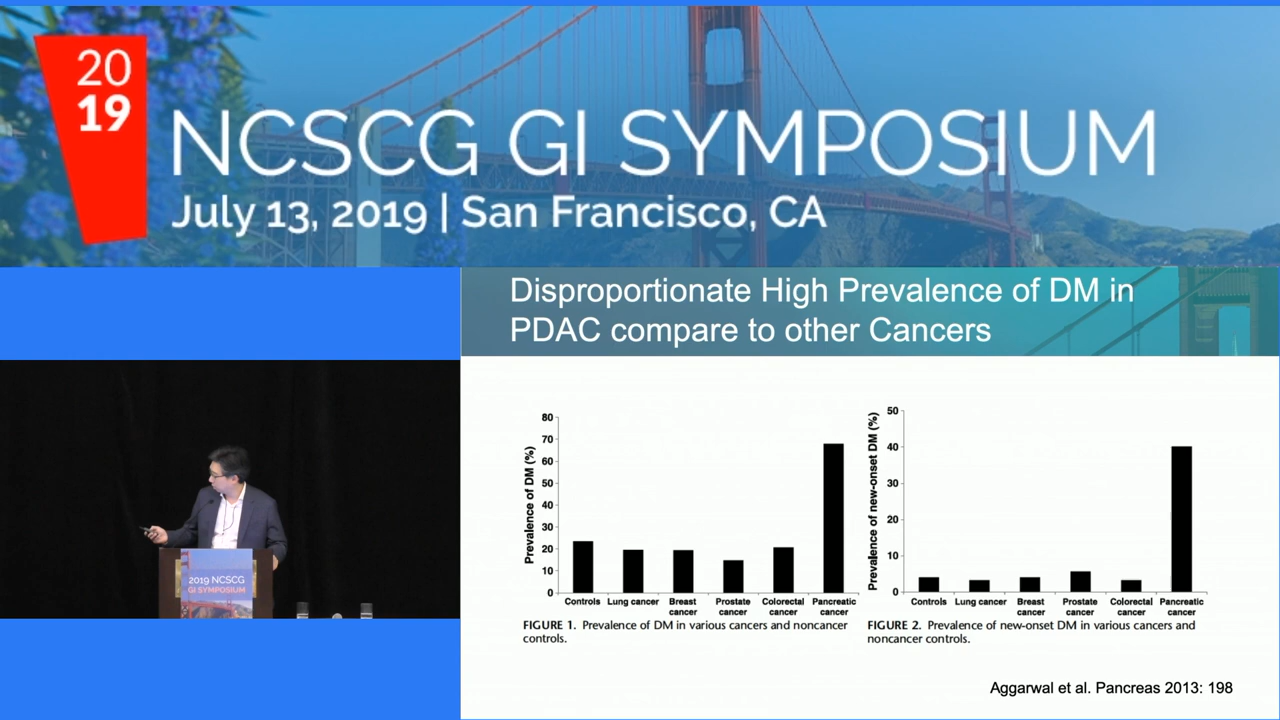 20
19
NCSCG GI SYMPOSIUM
July 13, 2019 | San Francisco, CA
Disproportionate High Prevalence of DM in
PDAC compare to other Cancers
Prevalence of DM (%)
80
70
60
50
40
30
20
10
0
Controls
Lung cancer
Breast
cancer
Prostate
cancer
Colorectal
cancer
Pancreatic
cancer
FIGURE 1. Prevalence of DM in various cancers and noncancer
controls.
Prevalence of new-onset DM (%)
50
40
30
20
10
0
Controls
Lung cancer
Breast
cancer
Prostate
cancer
Colorectal
cancer
Pancreatic
cancer
FIGURE 2. Prevalence of new-onset DM in various cancers and
noncancer controls.
Aggarwal et al. Pancreas 2013: 198
2019 NCSCG
GI SYMPOSIUM